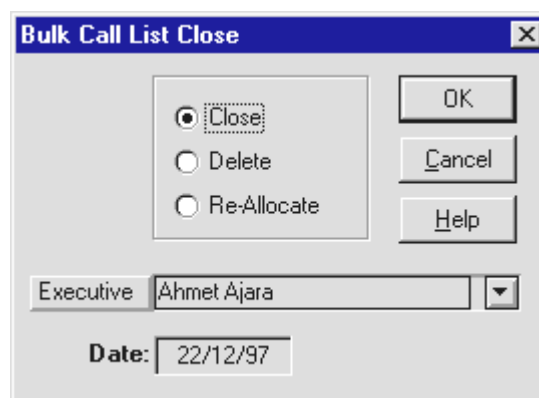 Bulk Call List Close
Close
Delete
Re-Allocate
OK
Cancel
Help
Executive Ahmet Ajara
Date: 22/12/97